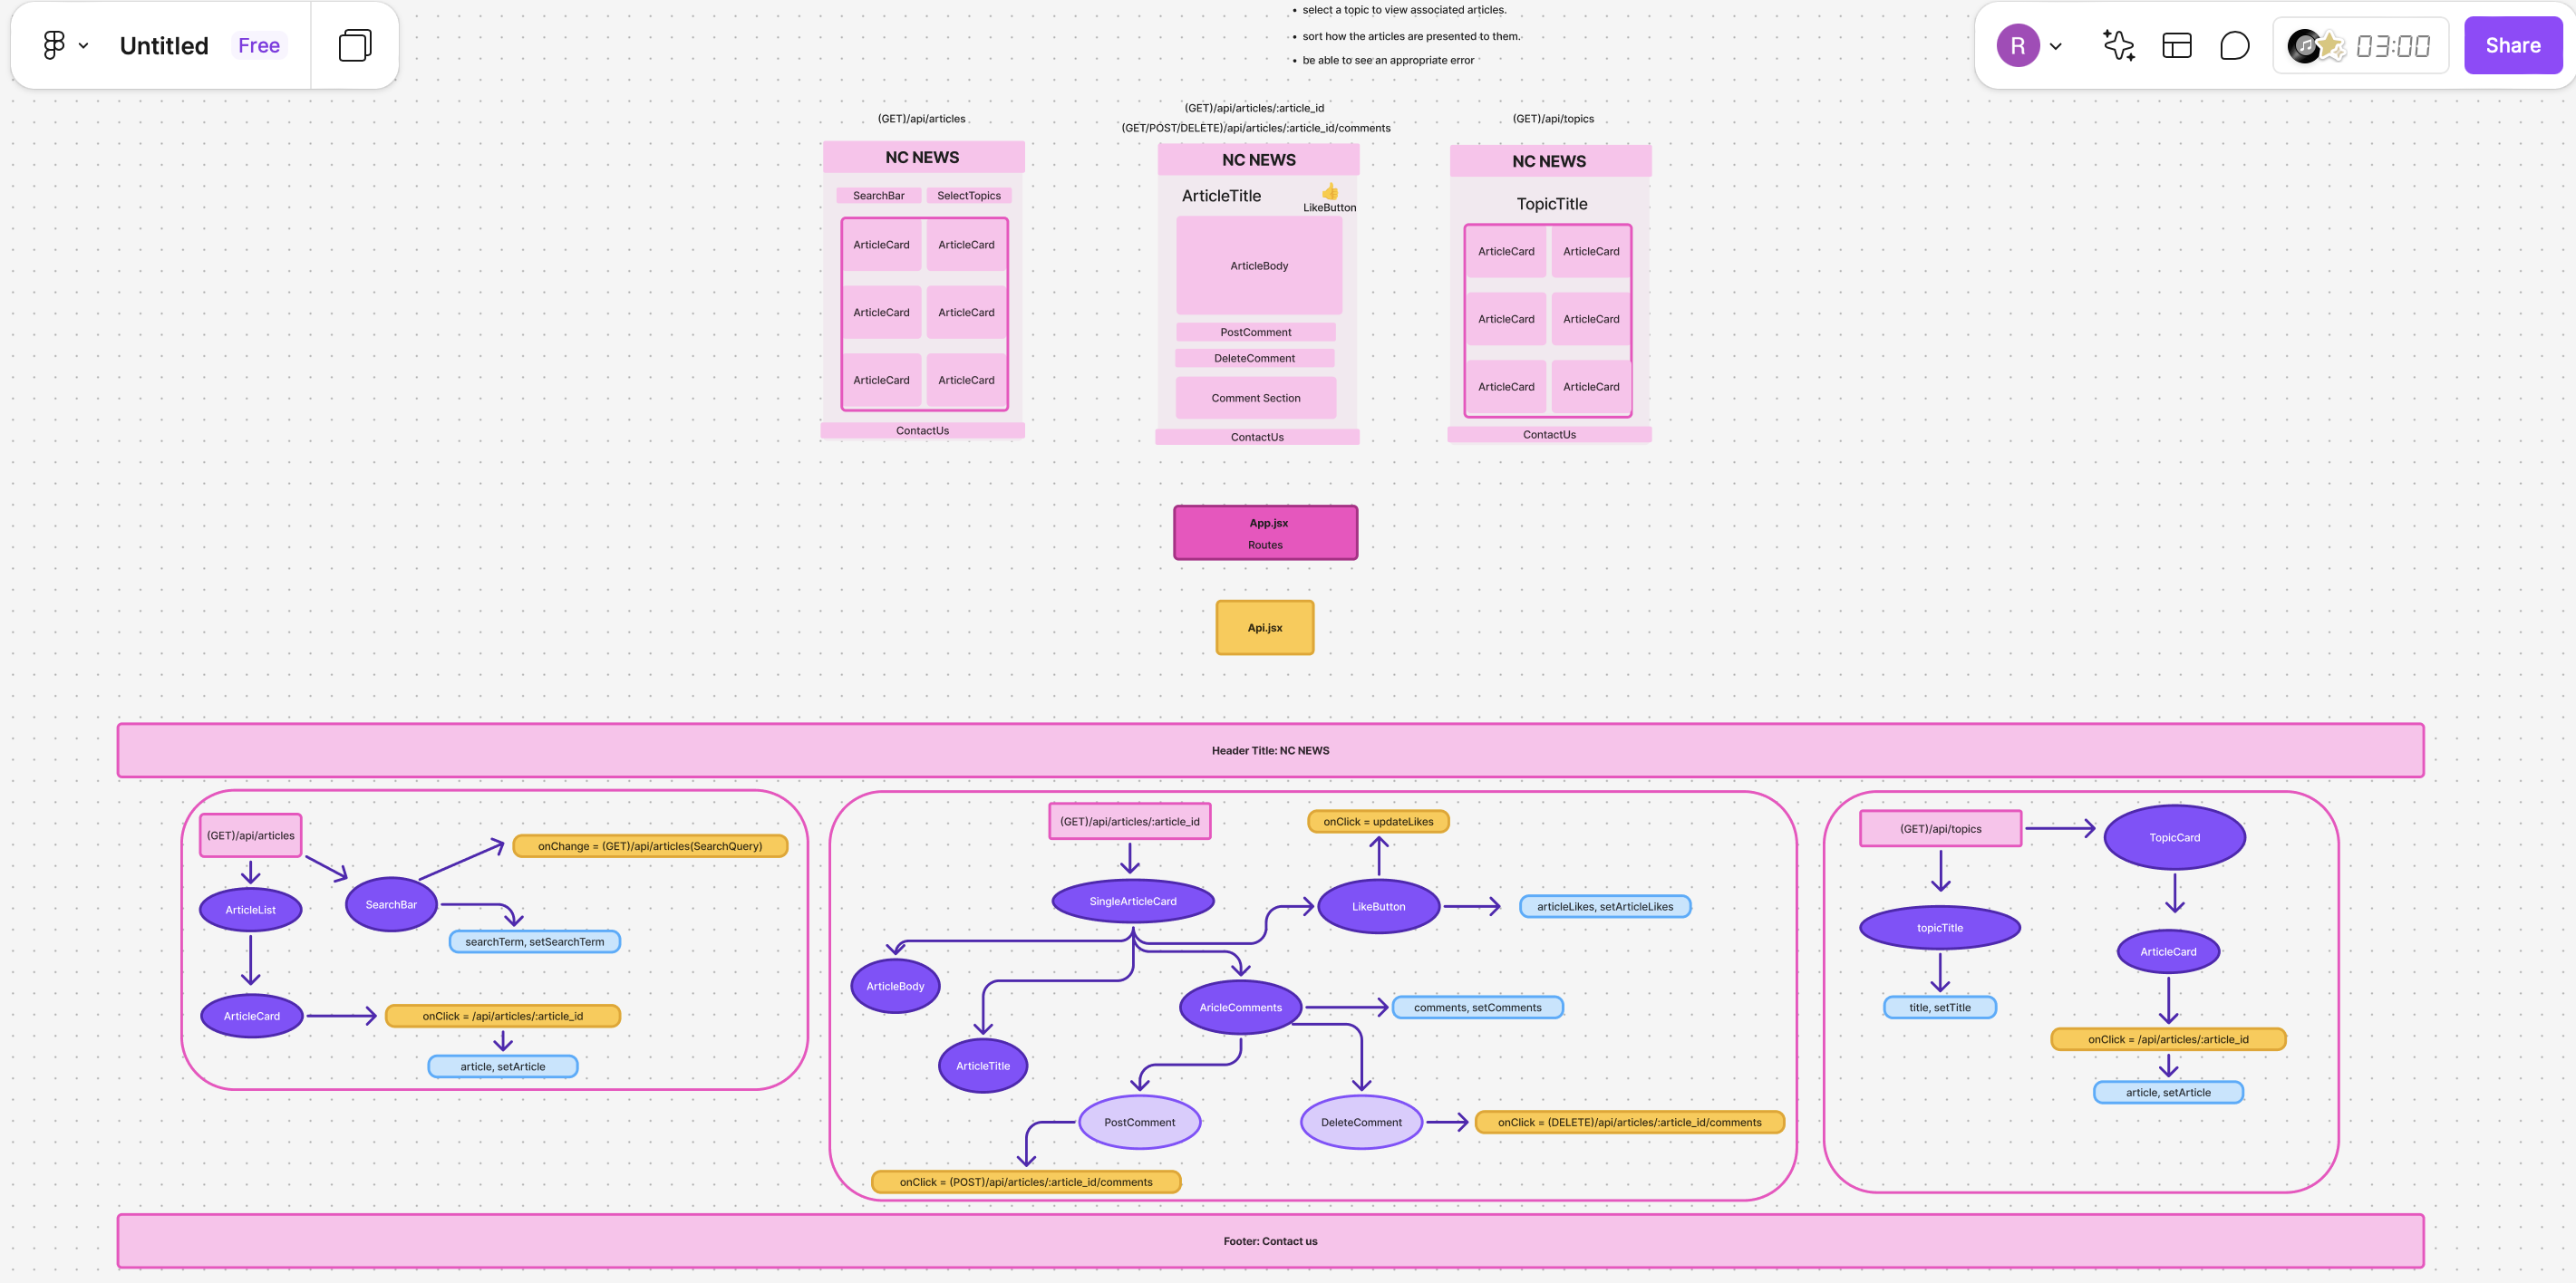 Untitled
Free
select a topic to view associated articles.
sort how the articles are presented to them.
be able to see an appropriate error
R
03:00
Share
(GET)/api/articles
NC NEWS
SearchBar
SelectTopics
ArticleCard
ArticleCard
ArticleCard
ArticleCard
ArticleCard
ArticleCard
ContactUs
(GET)/api/articles/:article_id
(GET/POST/DELETE)/api/articles/:article_id/comments
NC NEWS
ArticleTitle
LikeButton
ArticleBody
PostComment
DeleteComment
Comment Section
ContactUs
(GET)/api/topics
NC NEWS
TopicTitle
ArticleCard
ArticleCard
ArticleCard
ArticleCard
ArticleCard
ArticleCard
ContactUs
App.jsx
Routes
Api.jsx
Header Title: NC NEWS
(GET)/api/articles
onChange = (GET)/api/articles(SearchQuery)
ArticleList
SearchBar
searchTerm, setSearchTerm
ArticleCard
onClick = /api/articles/:article_id
article, setArticle
(GET)/api/articles/:article_id
onClick = updateLikes
SingleArticleCard
LikeButton
articleLikes, setArticleLikes
ArticleBody
AricleComments
comments, setComments
ArticleTitle
PostComment
DeleteComment
onClick = (DELETE)/api/articles/:article_id/comments
onClick = (POST)/api/articles/:article_id/comments
(GET)/api/topics
TopicCard
topicTitle
ArticleCard
title, setTitle
onClick = /api/articles/:article_id
article, setArticle
Footer: Contact us